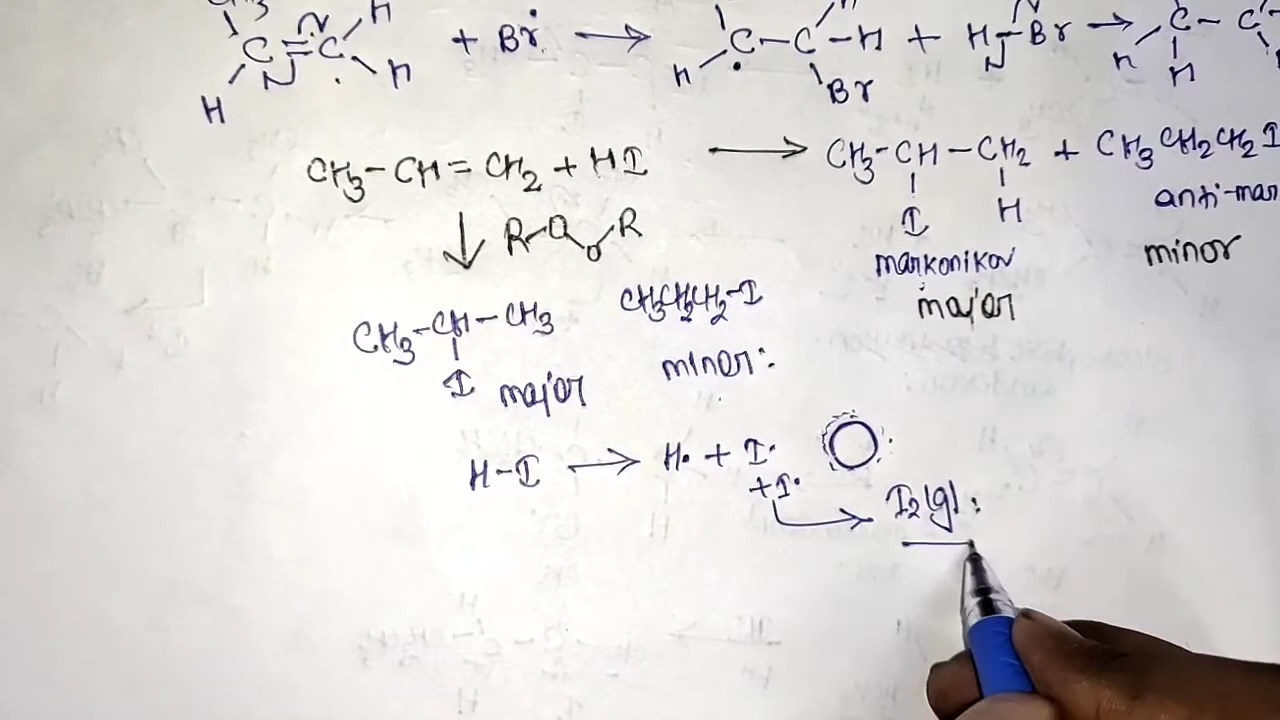 C=C H H H + Br• → C-C-H + H-Br → C-C
H Br H
CH3-CH=CH2+HI → CH3-CH-CH2 + CH3CH2CH2I
I H anti-mar
R-O-O-R markonikov minor
major
CH3-CH-CH3 CH3CH2CH2-I
I major minor:
H-I → H• + I•
+I• → I2(g):